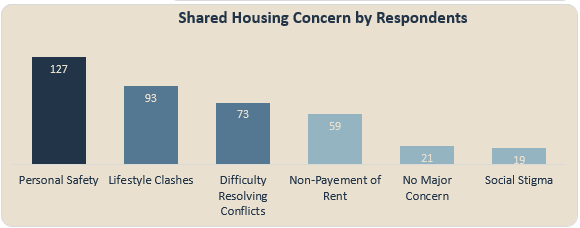 Shared Housing Concern by Respondents
127
93
73
59
21
19
Personal Safety
Lifestyle Clashes
Difficulty
Resolving
Conflicts
Non-Payement of
Rent
No Major
Concern
Social Stigma